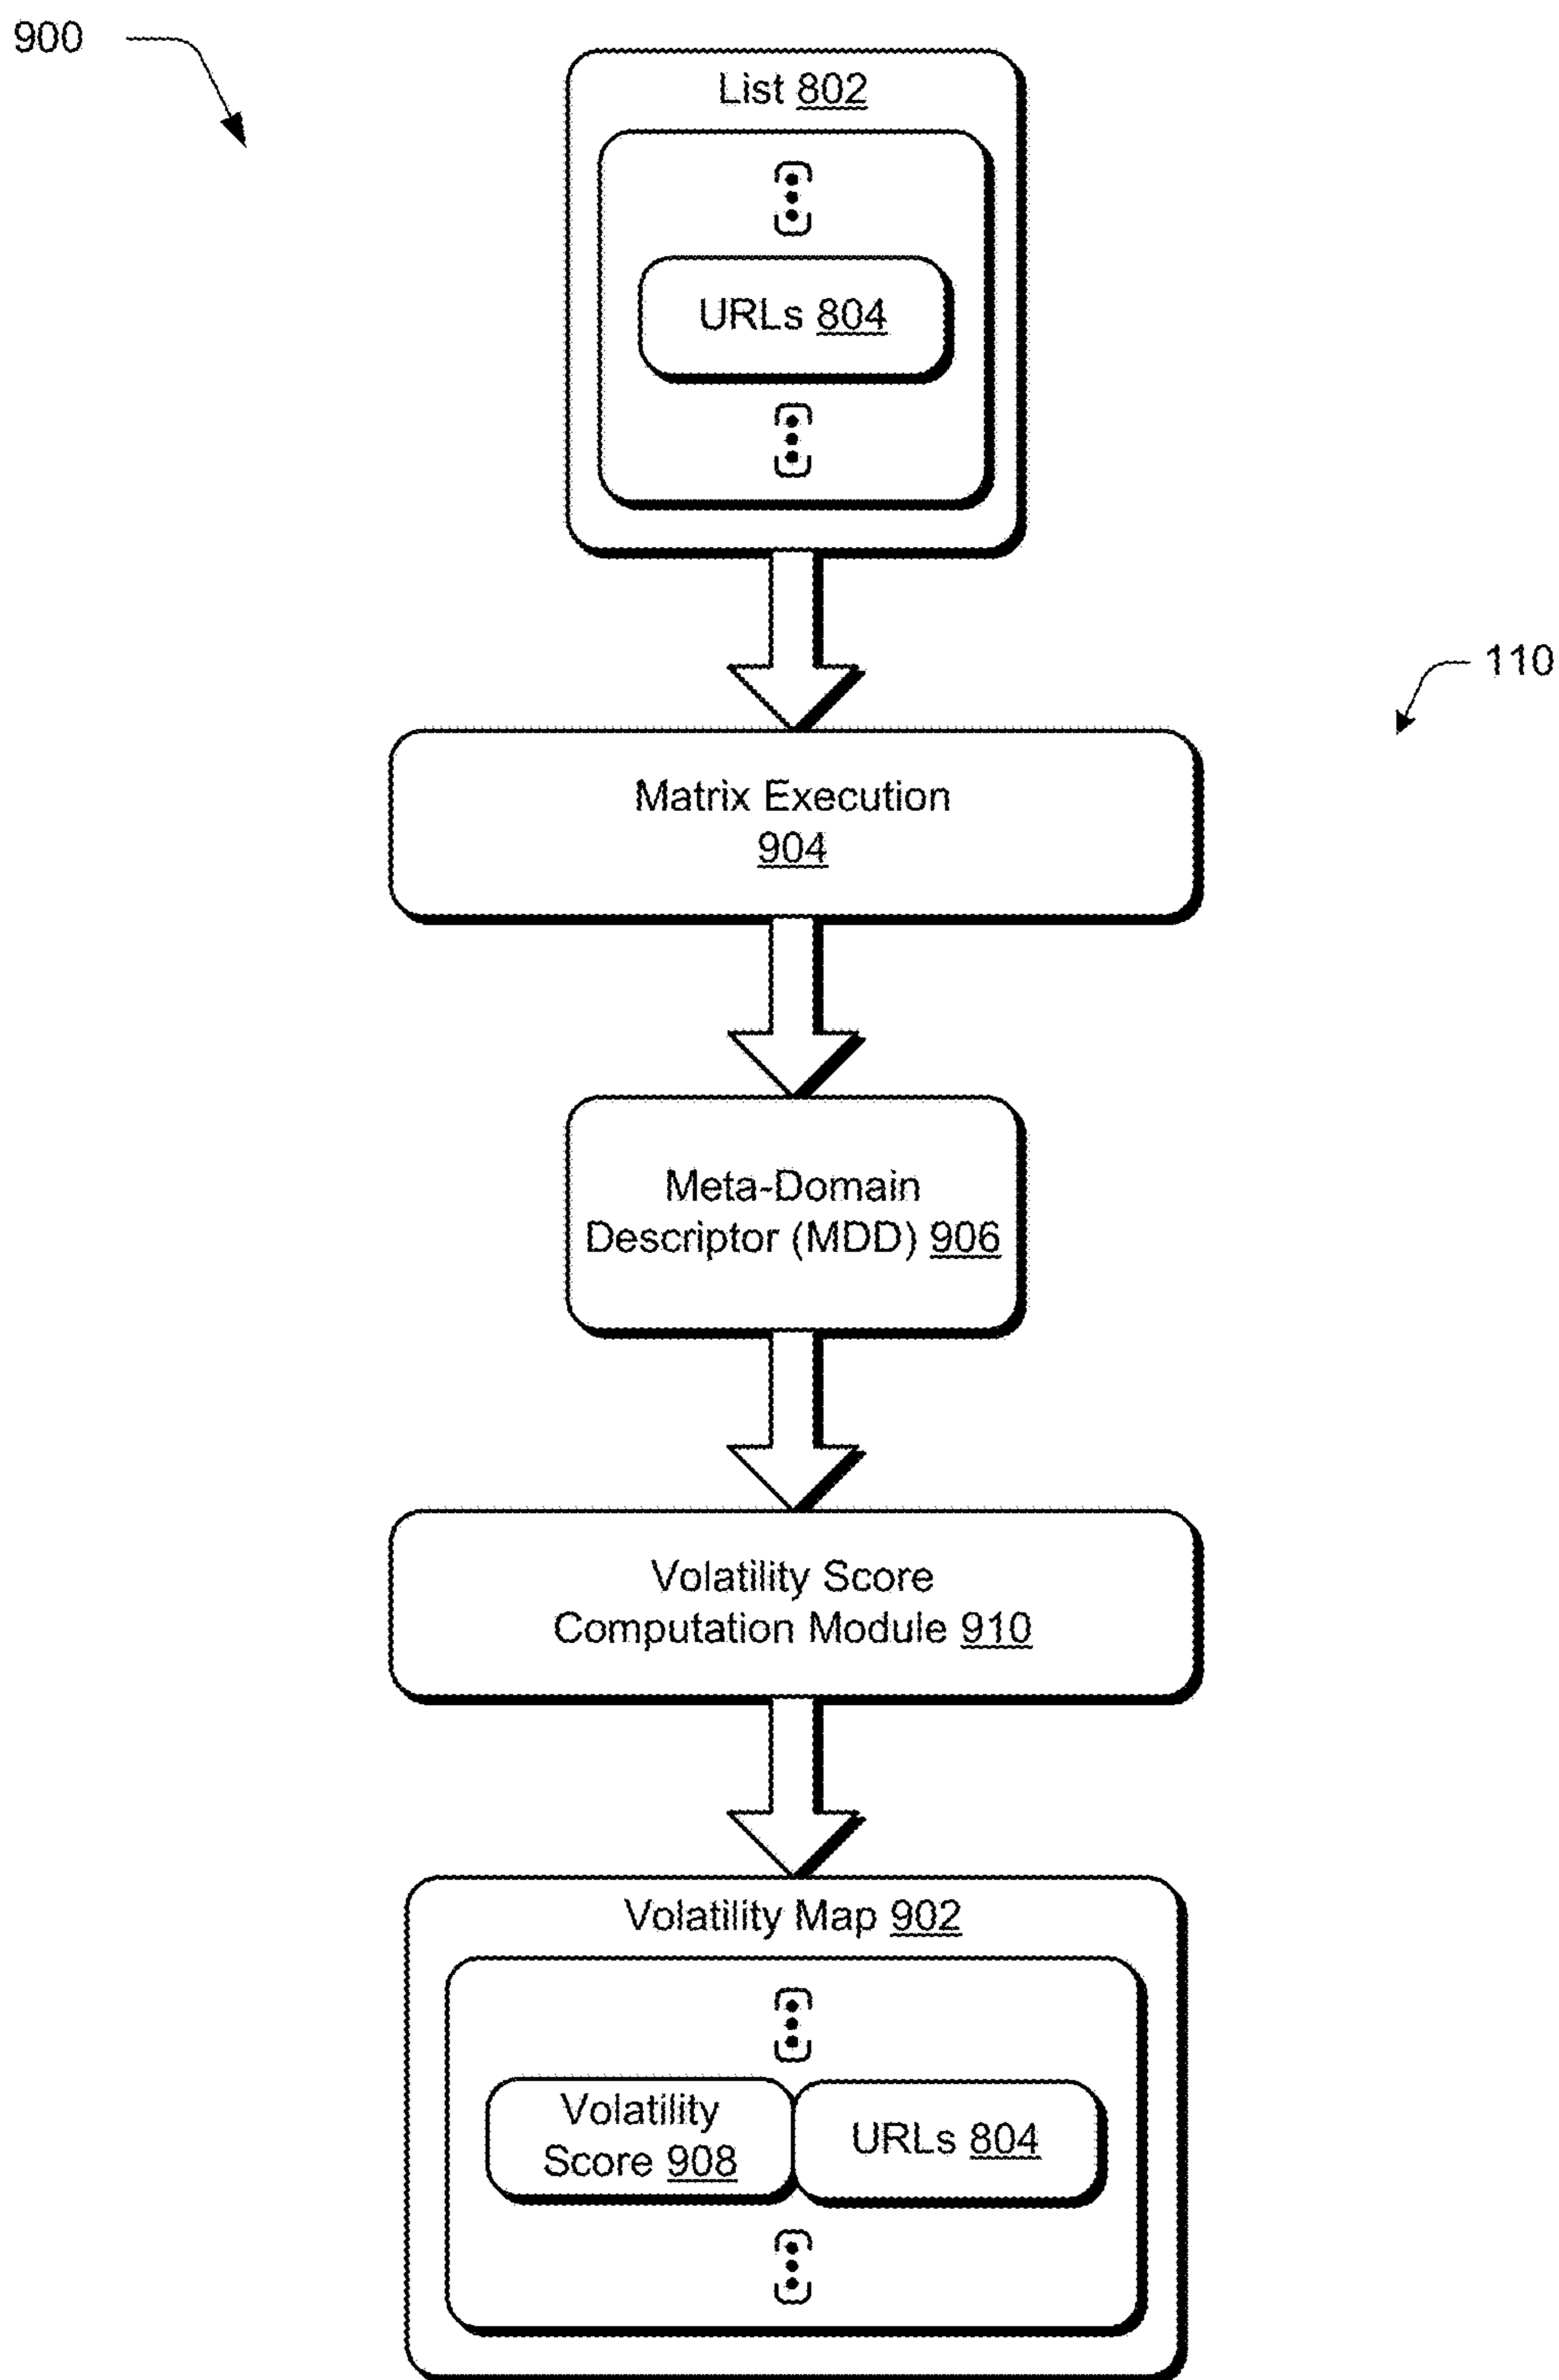 900
List 802
URLs 804
110
Matrix Execution
904
Meta-Domain
Descriptor (MDD) 906
Volatility Score
Computation Module 910
Volatility Map 902
Volatility
Score 908
URLs 804